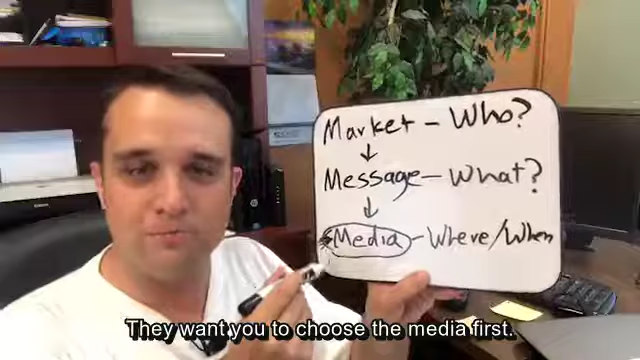 Market - Who?
↓
Message - What?
↓
Media - Where/When
They want you to choose the media first.